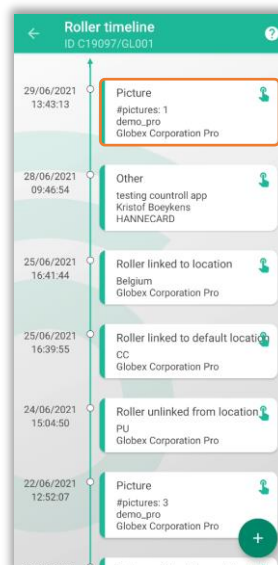 Roller timeline
ID C19097/GL001
?
29/06/2021
13:43:13
Picture
#pictures: 1
demo_pro
Globex Corporation Pro
28/06/2021
09:46:54
Other
testing countroll app
Kristof Boeykens
HANNECARD
25/06/2021
16:41:44
Roller linked to location
Belgium
Globex Corporation Pro
25/06/2021
16:39:55
Roller linked to default location
CC
Globex Corporation Pro
24/06/2021
15:04:50
Roller unlinked from location
PU
Globex Corporation Pro
22/06/2021
12:52:07
Picture
#pictures: 3
demo_pro
Globex Corporation Pro
+